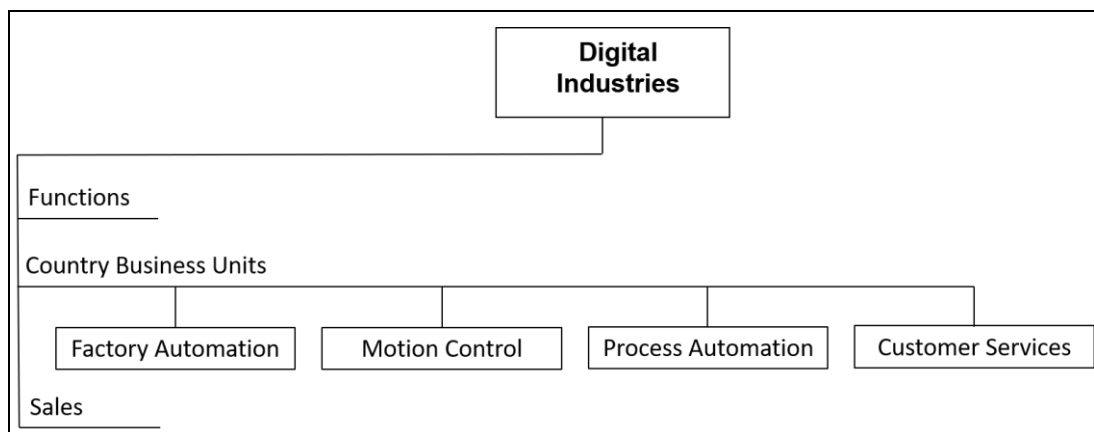 Digital
Industries
Functions
Country Business Units
Factory Automation
Motion Control
Process Automation
Customer Services
Sales